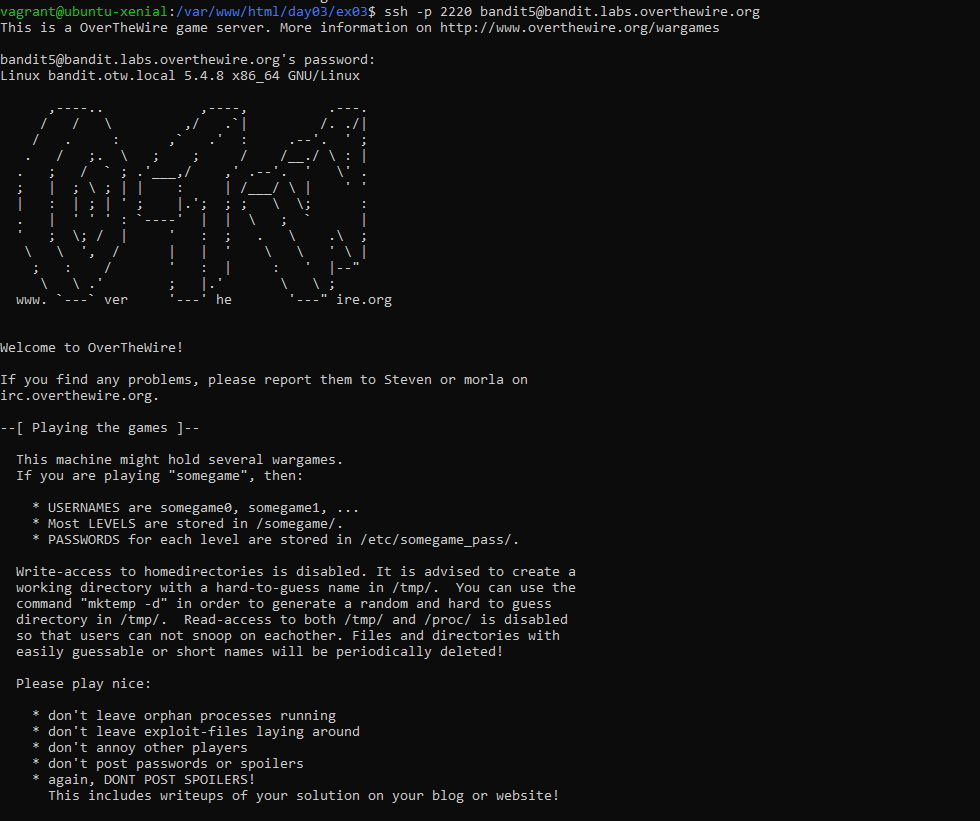 vagrant@ubuntu-xenial:/var/www/html/day03/ex03$ ssh -p 2220 bandit5@bandit.labs.overthewire.org
This is a OverTheWire game server. More information on http://www.overthewire.org/wargames
bandit5@bandit.labs.overthewire.org's password:
Linux bandit.otw.local 5.4.8 x86_64 GNU/Linux
www. `---` ver '---' he '---" ire.org
Welcome to OverTheWire!
If you find any problems, please report them to Steven or morla on
irc.overthewire.org.
--[ Playing the games ]--
This machine might hold several wargames.
If you are playing "somegame", then:
* USERNAMES are somegame0, somegame1, ...
* Most LEVELS are stored in /somegame/.
* PASSWORDS for each level are stored in /etc/somegame_pass/.
Write-access to homedirectories is disabled. It is advised to create a
working directory with a hard-to-guess name in /tmp/.  You can use the
command "mktemp -d" in order to generate a random and hard to guess
directory in /tmp/.  Read-access to both /tmp/ and /proc/ is disabled
so that users can not snoop on eachother. Files and directories with
easily guessable or short names will be periodically deleted!
Please play nice:
* don't leave orphan processes running
* don't leave exploit-files laying around
* don't annoy other players
* don't post passwords or spoilers
* again, DONT POST SPOILERS!
This includes writeups of your solution on your blog or website!